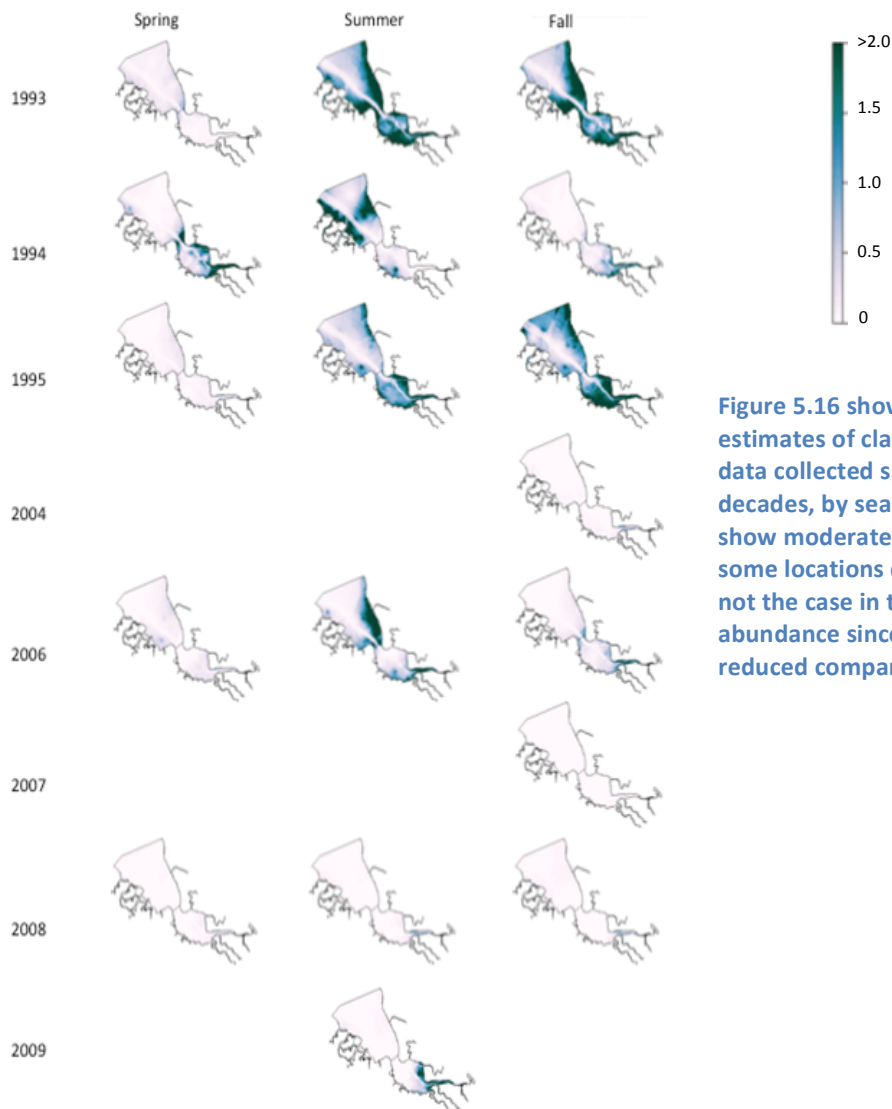 Spring Summer Fall
>2.0
1993
1.5
1.0
1994
0.5
0
1995
Figure 5.16 show
estimates of cla
data collected s
2004
decades, by sea
show moderate
some locations
not the case in t
2006
abundance since
reduced compar
2007
2008
2009